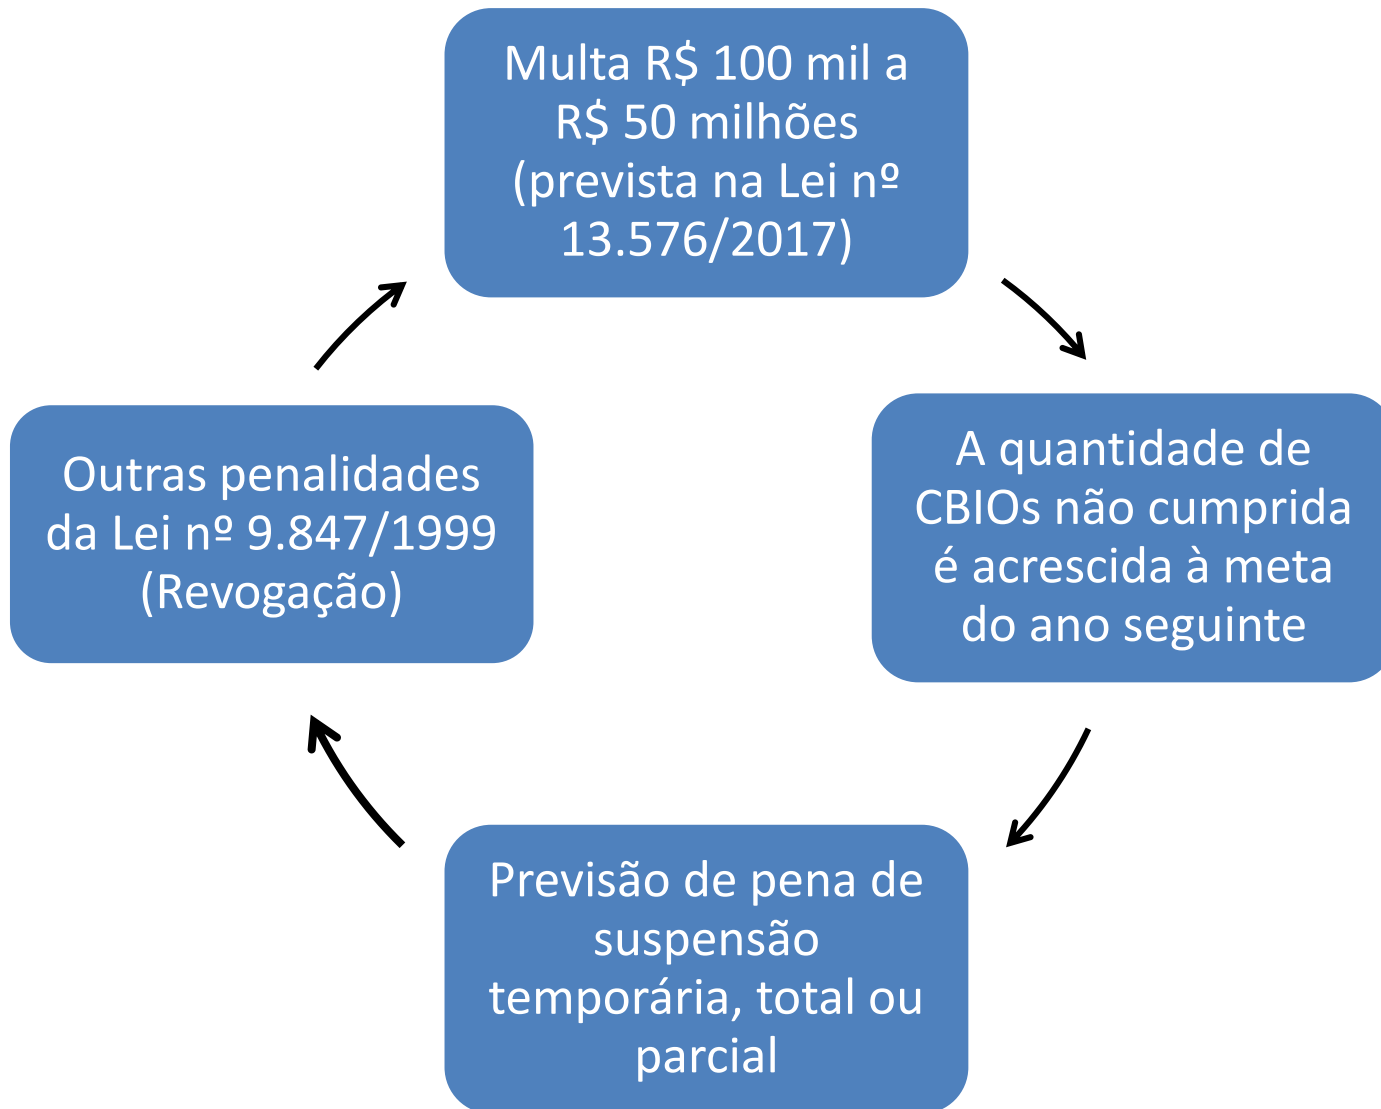 Multa R$ 100 mil a
R$ 50 milhões
(prevista na Lei nº
13.576/2017)
A quantidade de
CBIOs não cumprida
é acrescida à meta
do ano seguinte
Previsão de pena de
suspensão
temporária, total ou
parcial
Outras penalidades
da Lei nº 9.847/1999
(Revogação)